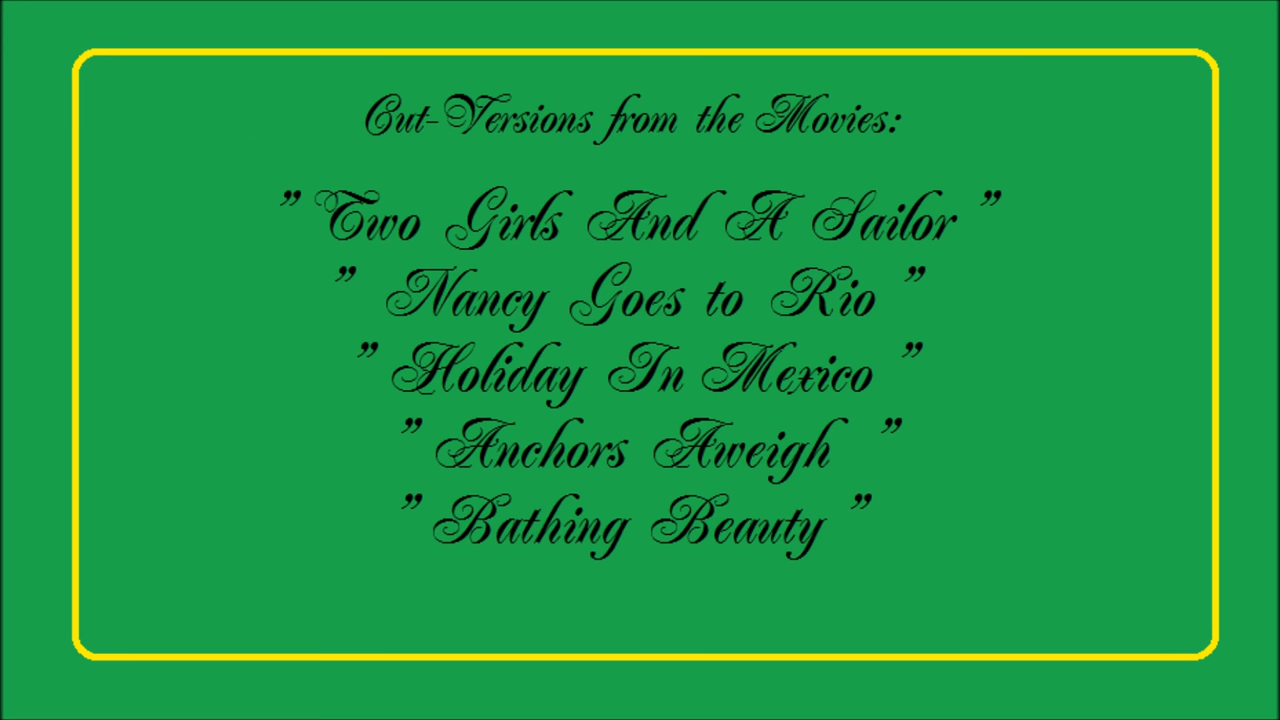 Cut-Versions from the Movies:
" Two Girls And A Sailor "
" Nancy Goes to Rio "
" Holiday In Mexico "
" Anchors Aweigh "
" Bathing Beauty "